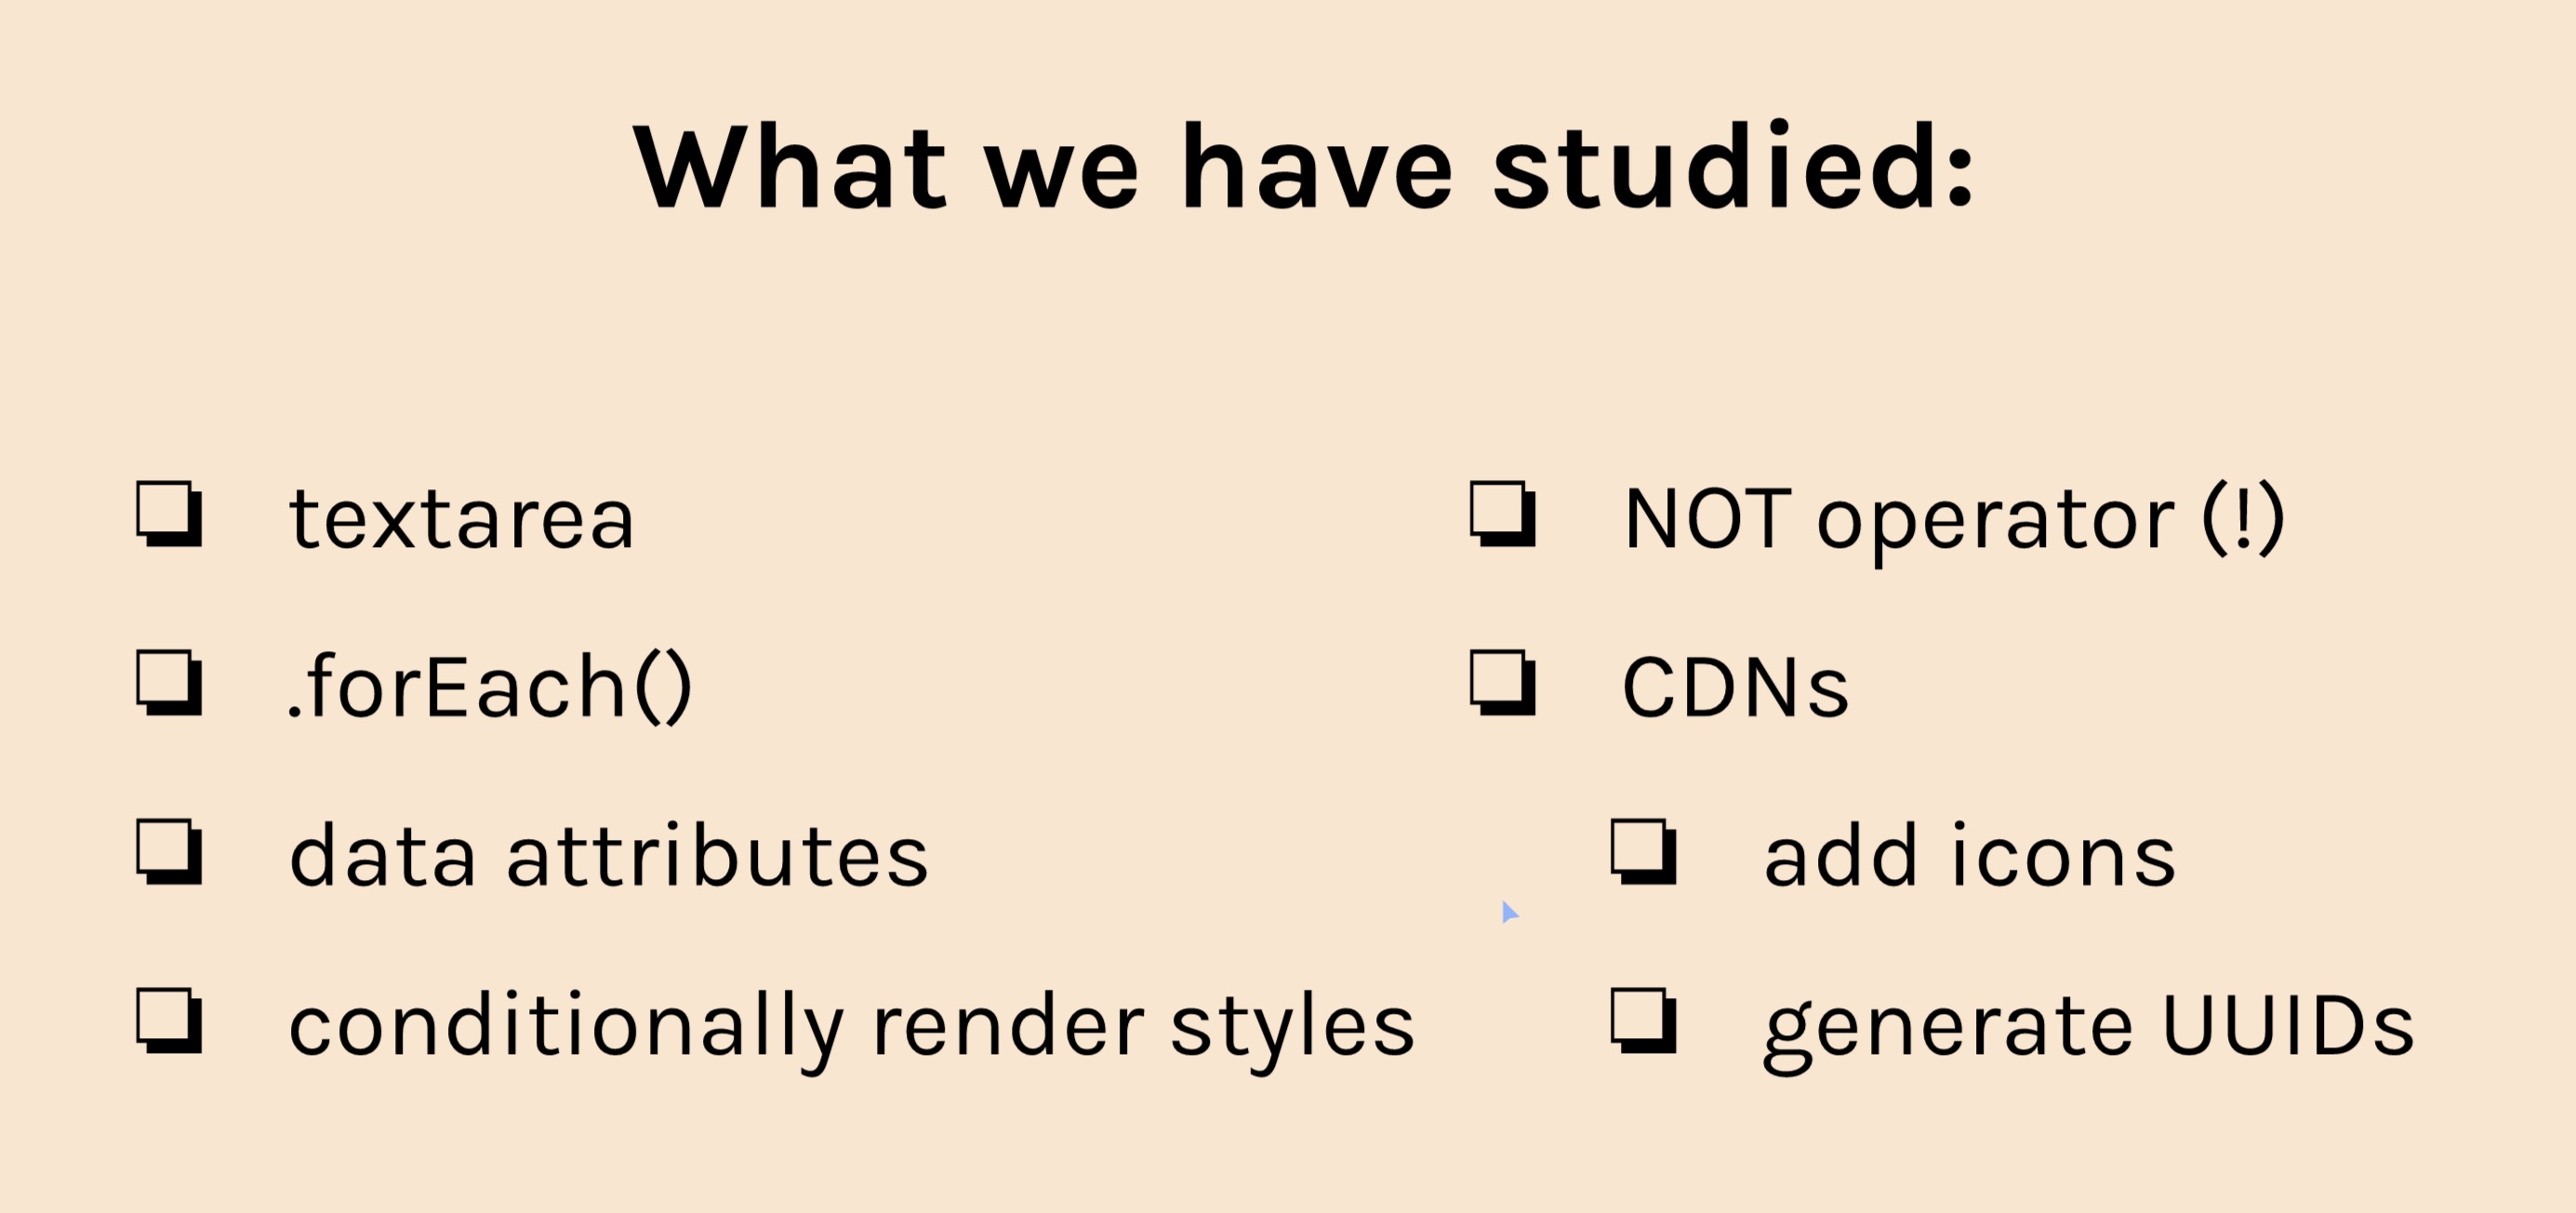 What we have studied:
textarea
.forEach()
data attributes
conditionally render styles
NOT operator (!)
CDNs
add icons
generate UUIDs